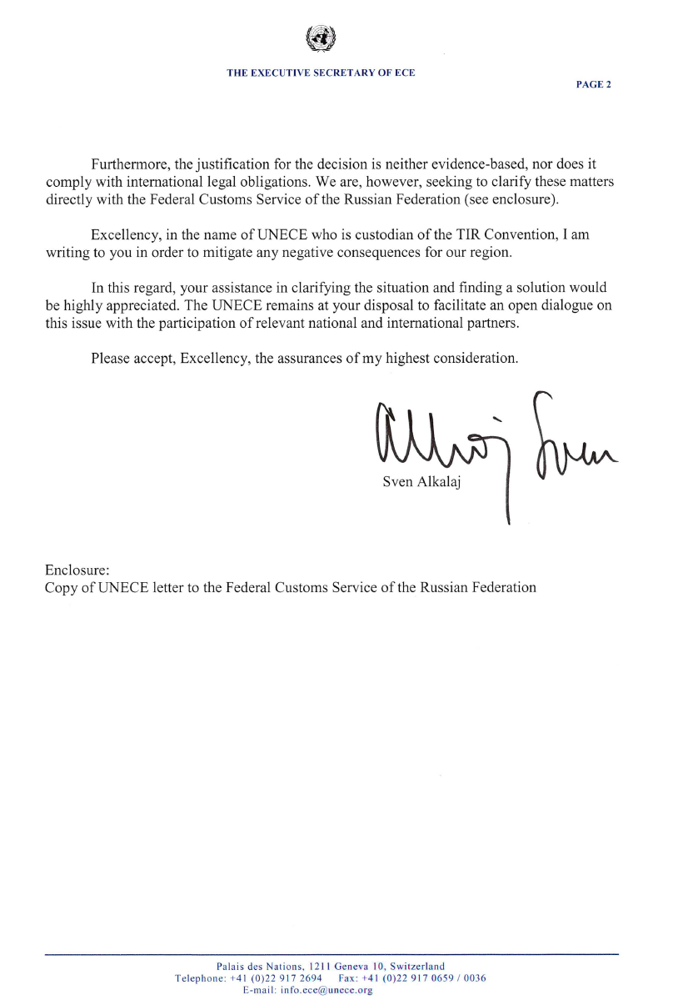 THE EXECUTIVE SECRETARY OF ECE
PAGE 2
Furthermore, the justification for the decision is neither evidence-based, nor does it
comply with international legal obligations. We are, however, seeking to clarify these matters
directly with the Federal Customs Service of the Russian Federation (see enclosure).
Excellency, in the name of UNECE who is custodian of the TIR Convention, I am
writing to you in order to mitigate any negative consequences for our region.
In this regard, your assistance in clarifying the situation and finding a solution would
be highly appreciated. The UNECE remains at your disposal to facilitate an open dialogue on
this issue with the participation of relevant national and international partners.
Please accept, Excellency, the assurances of my highest consideration.
Alkalaj Sven
Sven Alkalaj
Enclosure:
Copy of UNECE letter to the Federal Customs Service of the Russian Federation
Palais des Nations, 1211 Geneva 10, Switzerland
Telephone: +41 (0)22 917 2694 Fax: +41 (0)22 917 0659 / 0036
E-mail: info.ece@unece.org